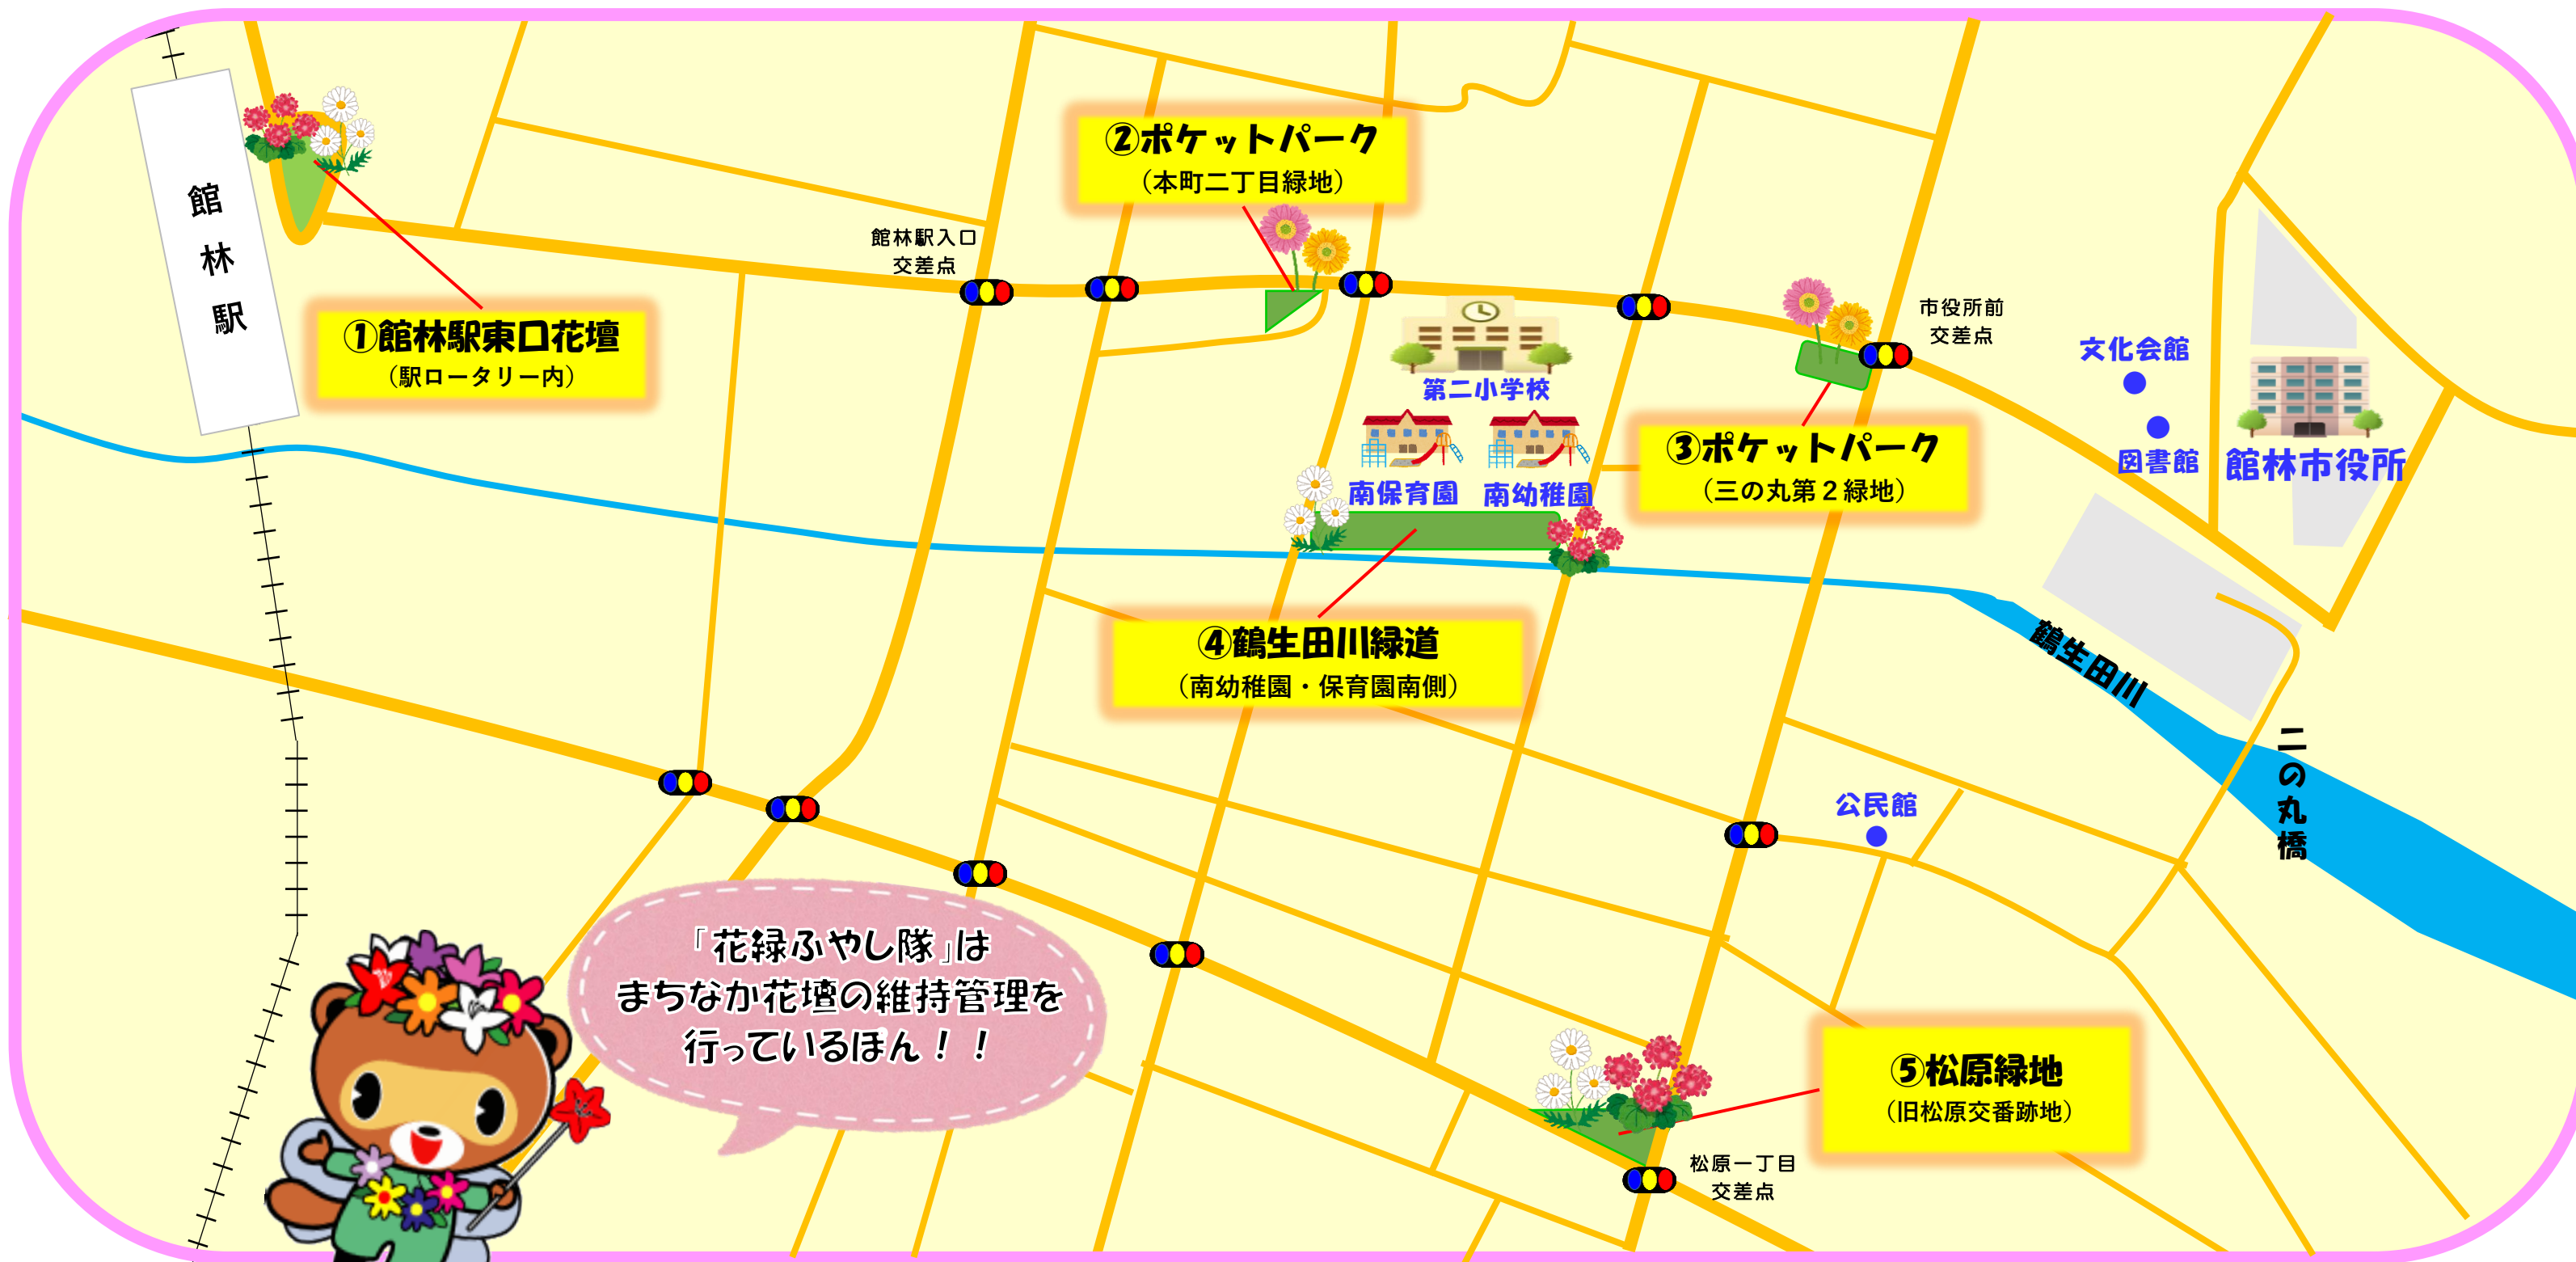 館林駅
①館林駅東口花壇
（駅ロータリー内）
館林駅入口
交差点
②ポケットパーク
（本町二丁目緑地）
第二小学校
南保育園
南幼稚園
市役所前
交差点
③ポケットパーク
（三の丸第２緑地）
文化会館
図書館
館林市役所
④鶴生田川緑道
（南幼稚園・保育園南側）
鶴生田川
二の丸橋
公民館
「花緑ふやし隊」は
まちなか花壇の維持管理を
行っているぽん！！
⑤松原緑地
（旧松原交番跡地）
松原一丁目
交差点